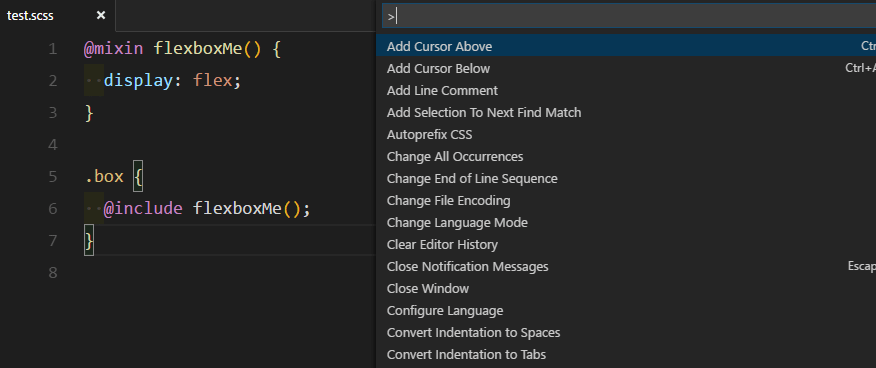 test.scss ×
1 @mixin flexboxMe() {
2 display: flex;
3 }
4
5 .box {
6 @include flexboxMe();
7 }
8
>
Add Cursor Above Ctr
Add Cursor Below Ctrl+A
Add Line Comment
Add Selection To Next Find Match
Autoprefix CSS
Change All Occurrences
Change End of Line Sequence
Change File Encoding
Change Language Mode
Clear Editor History
Close Notification Messages Escap
Close Window
Configure Language
Convert Indentation to Spaces
Convert Indentation to Tabs